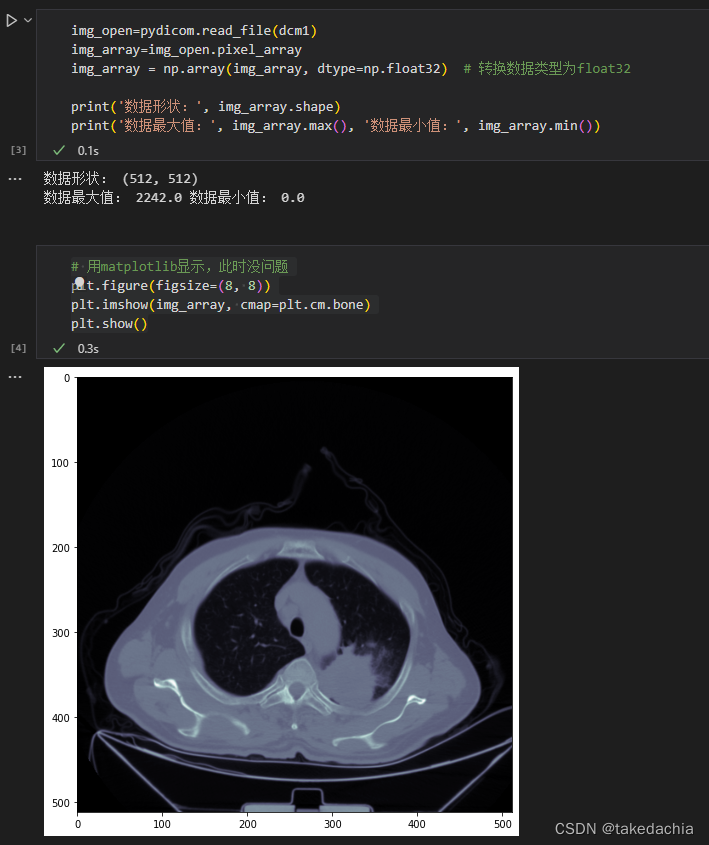 img_open=pydicom.read_file(dcm1)
img_array=img_open.pixel_array
img_array = np.array(img_array, dtype=np.float32)  # 转换数据类型为float32
print('数据形状：', img_array.shape)
print('数据最大值：', img_array.max(), '数据最小值：', img_array.min())
[3]
0.1s
数据形状： (512, 512)
数据最大值： 2242.0 数据最小值： 0.0
# 用matplotlib显示，此时没问题
plt.figure(figsize=(8, 8))
plt.imshow(img_array, cmap=plt.cm.bone)
plt.show()
[4]
0.3s
0
100
200
300
400
500
0 100 200 300 400 500
CSDN @takedachia